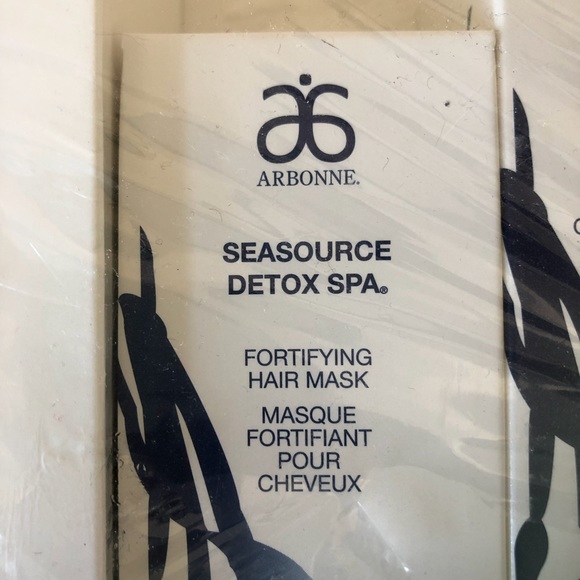 ARBONNE.
SEASOURCE
DETOX SPA®
FORTIFYING
HAIR MASK
MASQUE
FORTIFIANT
POUR
CHEVEUX